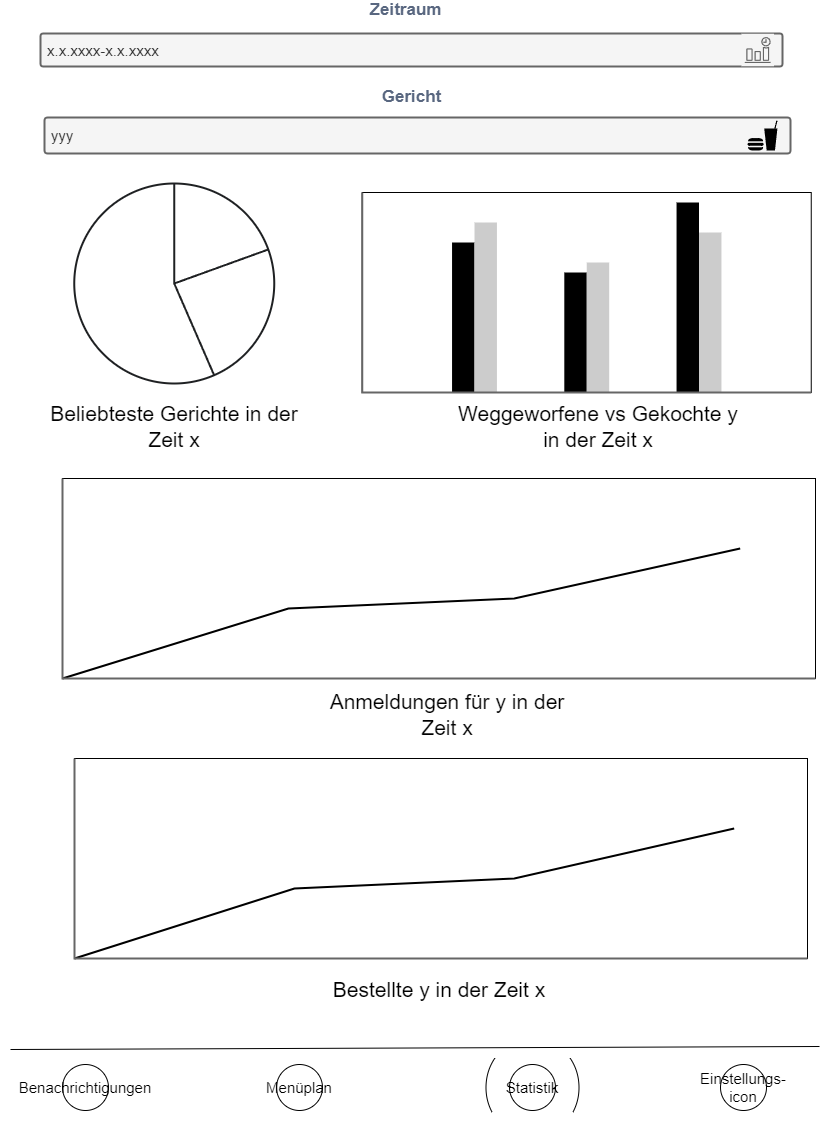 Zeitraum
x.x.xxxx-x.x.xxxx
Gericht
yyy
Beliebteste Gerichte in der
Zeit x
Weggeworfene vs Gekochte y
in der Zeit x
Anmeldungen für y in der
Zeit x
Bestellte y in der Zeit x
Benachrichtigungen
Menüplan
Statistik
Einstellungs-
icon